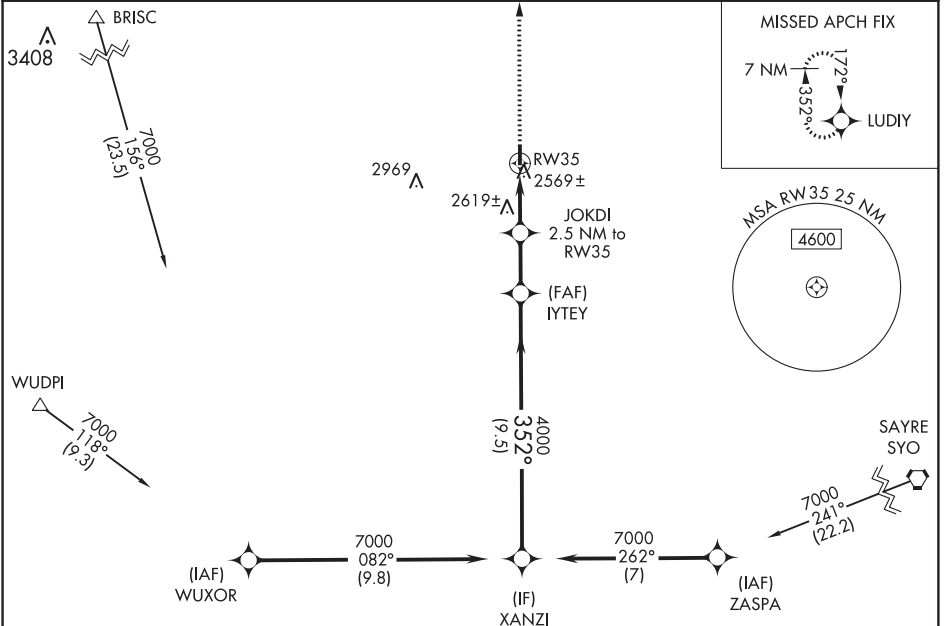 BRISC
3408
7000
156°
(23.5)
MISSED APCH FIX
7 NM
172°
352°
LUDIY
2969
RW35
2569±
2619±
JOKDI
2.5 NM to
RW35
MSA RW35 25 NM
4600
(FAF)
IYTEY
WUDPI
7000
118°
(9.3)
4000
352°
(9.5)
SAYRE
SYO
7000
241°
(22.2)
7000
082°
(9.8)
7000
262°
(7)
(IAF)
WUXOR
(IF)
XANZI
(IAF)
ZASPA